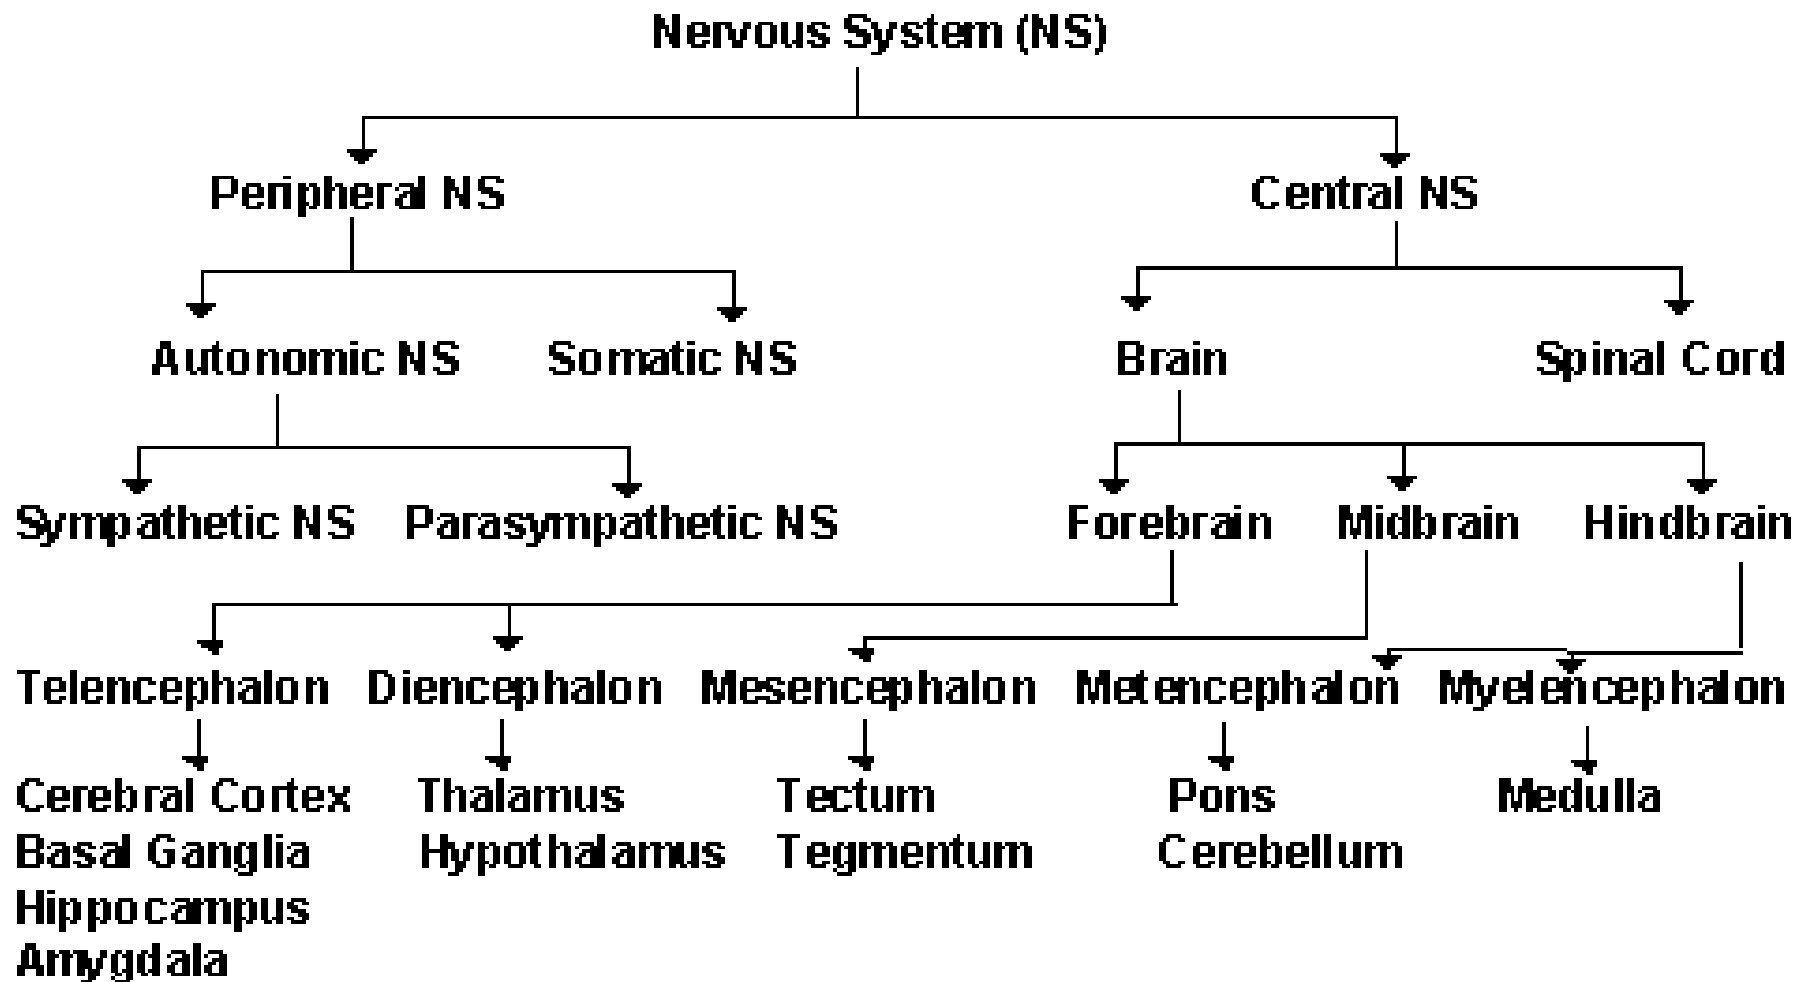 Nervous System (NS)
Peripheral NS Central NS
Autonomic NS Somatic NS Brain Spinal Cord
Sympathetic NS Parasympathetic NS Forebrain Midbrain Hindbrain
Telencephalon Diencephalon Mesencephalon Metencephalon Myelencephalon
Cerebral Cortex Thalamus Tectum Pons Medulla
Basal Ganglia Hypothalamus Tegmentum Cerebellum
Hippocampus
Amygdala